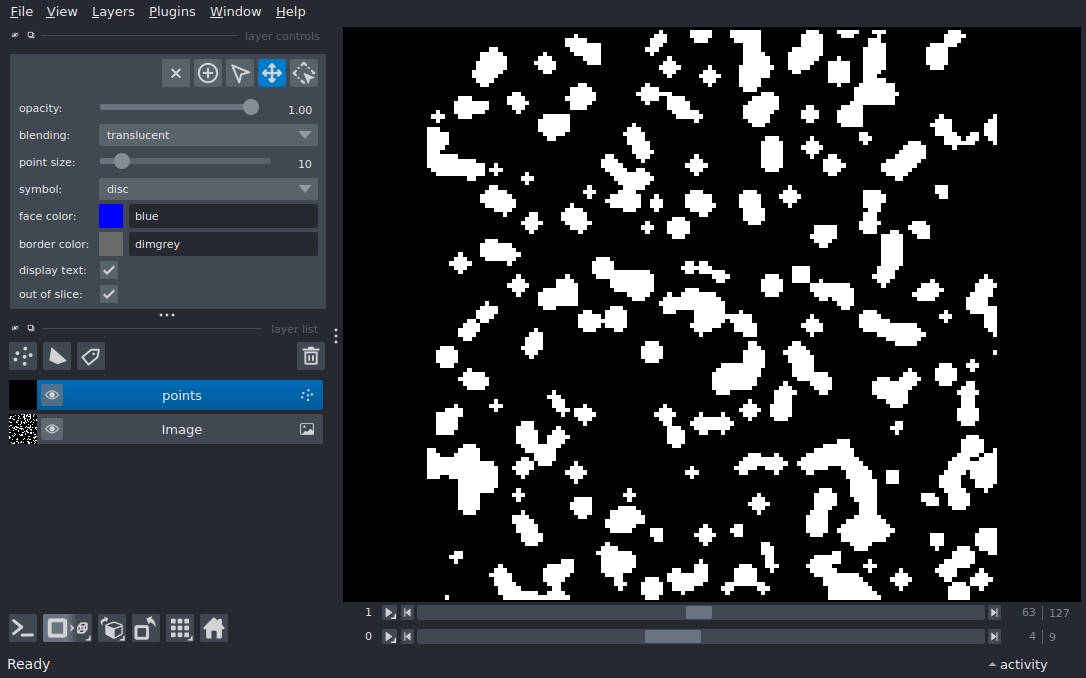 File View Layers Plugins Window Help
layer controls
opacity: 1.00
blending: translucent
point size: 10
symbol: disc
face color: blue
border color: dimgrey
display text:
out of slice:
layer list
points
Image
1 63 127
0 4 9
Ready activity